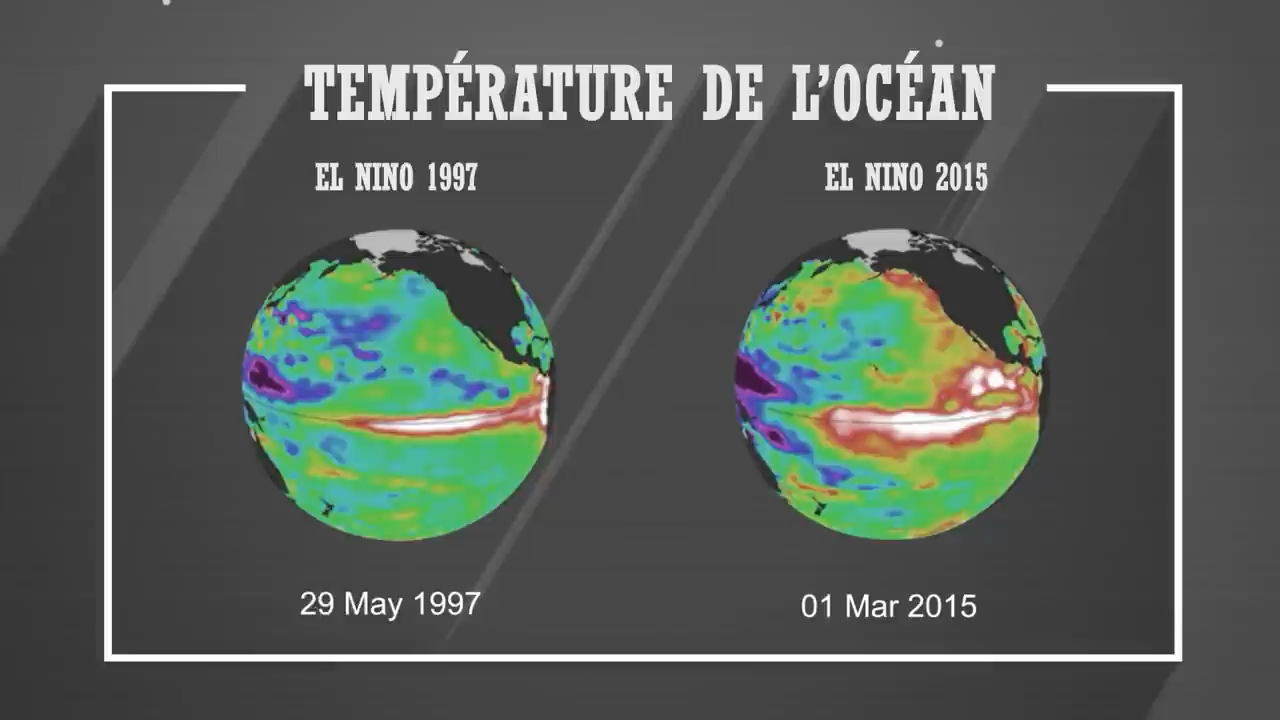 TEMPÉRATURE DE L'OCÉAN
EL NINO 1997
EL NINO 2015
29 May 1997
01 Mar 2015